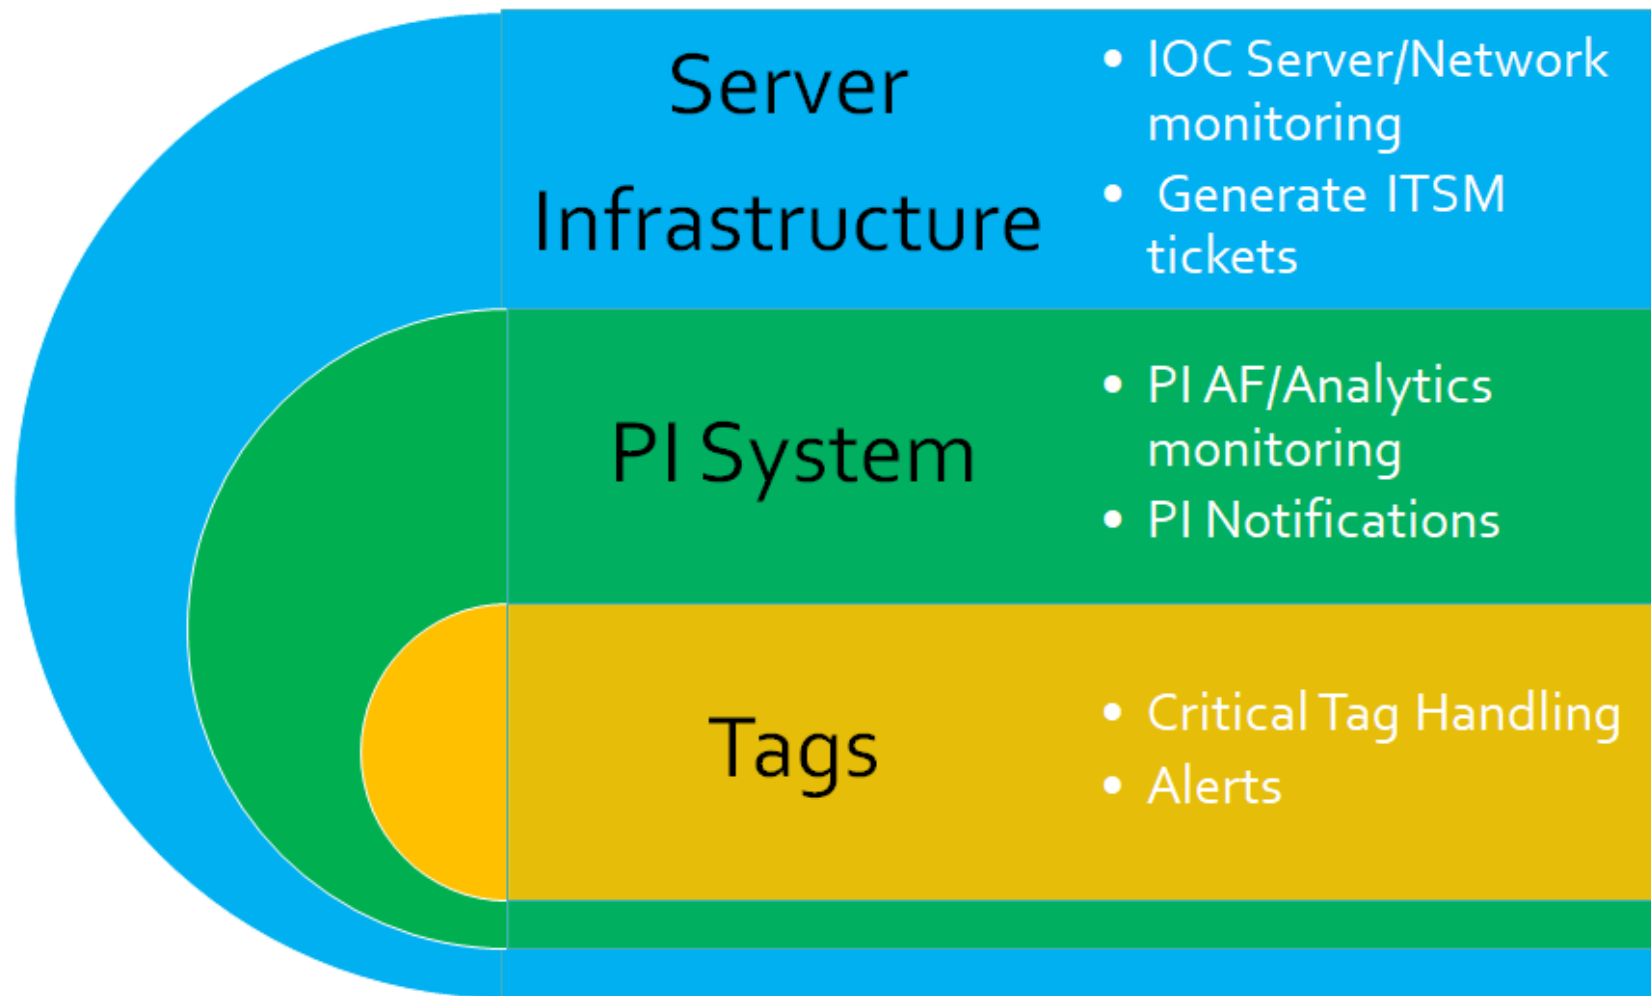 Server
Infrastructure
• IOC Server/Network
monitoring
• Generate ITSM
tickets
PI System
• PI AF/Analytics
monitoring
• PI Notifications
Tags
• Critical Tag Handling
• Alerts